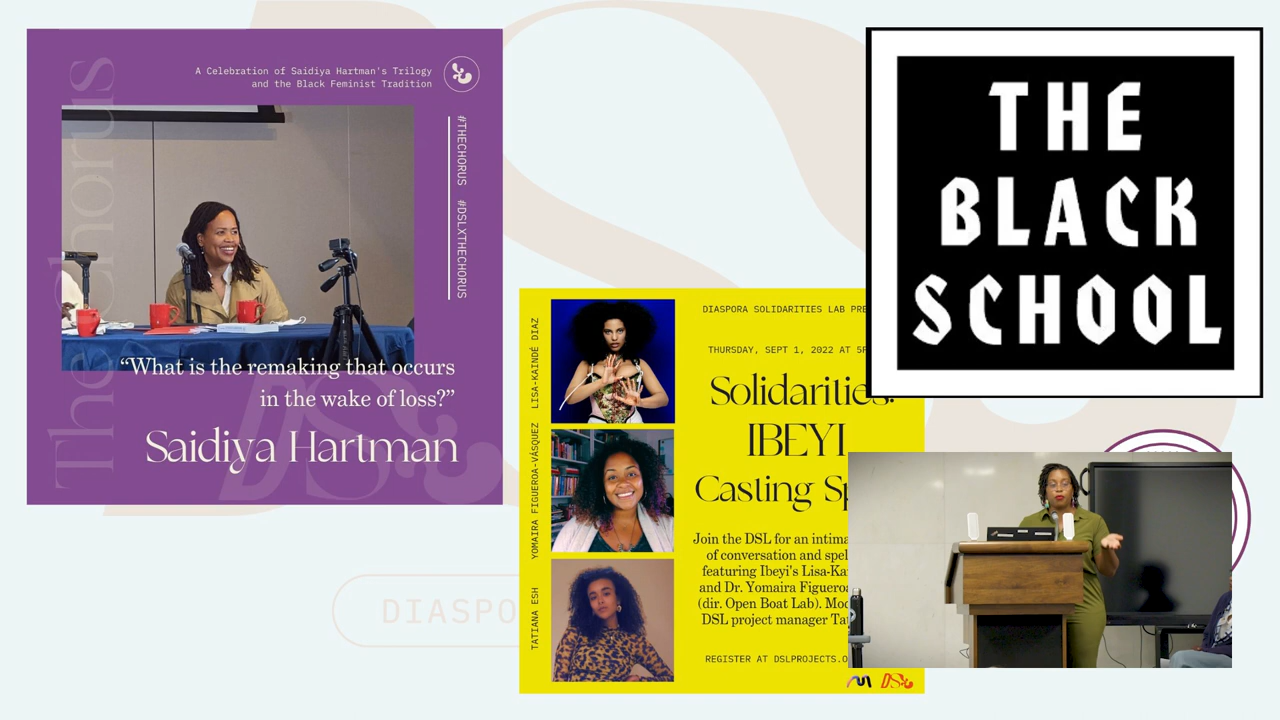 The Chorus
A Celebration of Saidiya Hartman's Trilogy
and the Black Feminist Tradition
#THECHORUS #DSLXTHECHORUS
“What is the remaking that occurs
in the wake of loss?”
Saidiya Hartman
DIASPO
LISA-KAINDÉ DIAZ
YOMAIRA FIGUEROA-VÁSQUEZ
TATIANA ESH
DIASPORA SOLIDARITIES LAB PRE
THURSDAY, SEPT 1, 2022 AT 5P
Solidarities:
IBEYI
Casting Sp
Join the DSL for an intima
of conversation and spel
featuring Ibeyi's Lisa-Kai
and Dr. Yomaira Figueroa
(dir. Open Boat Lab). Mod
DSL project manager Ta
REGISTER AT DSLPROJECTS.O
DSL
THE
BLACK
SCHOOL